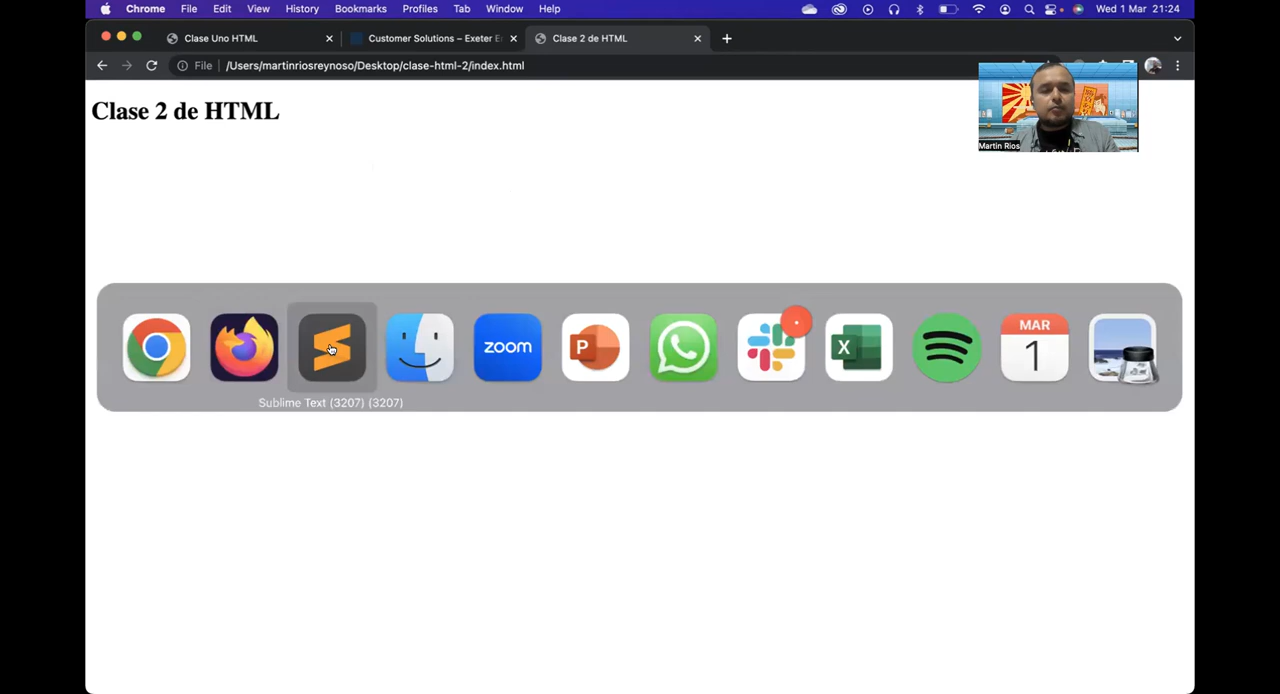 Chrome File Edit View History Bookmarks Profiles Tab Window Help Wed 1 Mar 21:24
Clase Uno HTML Customer Solutions – Exeter E Clase 2 de HTML
File /Users/martinriosreynoso/Desktop/clase-html-2/index.html
Clase 2 de HTML
Martin Rios
zoom
P
X
MAR
1
Sublime Text (3207) (3207)